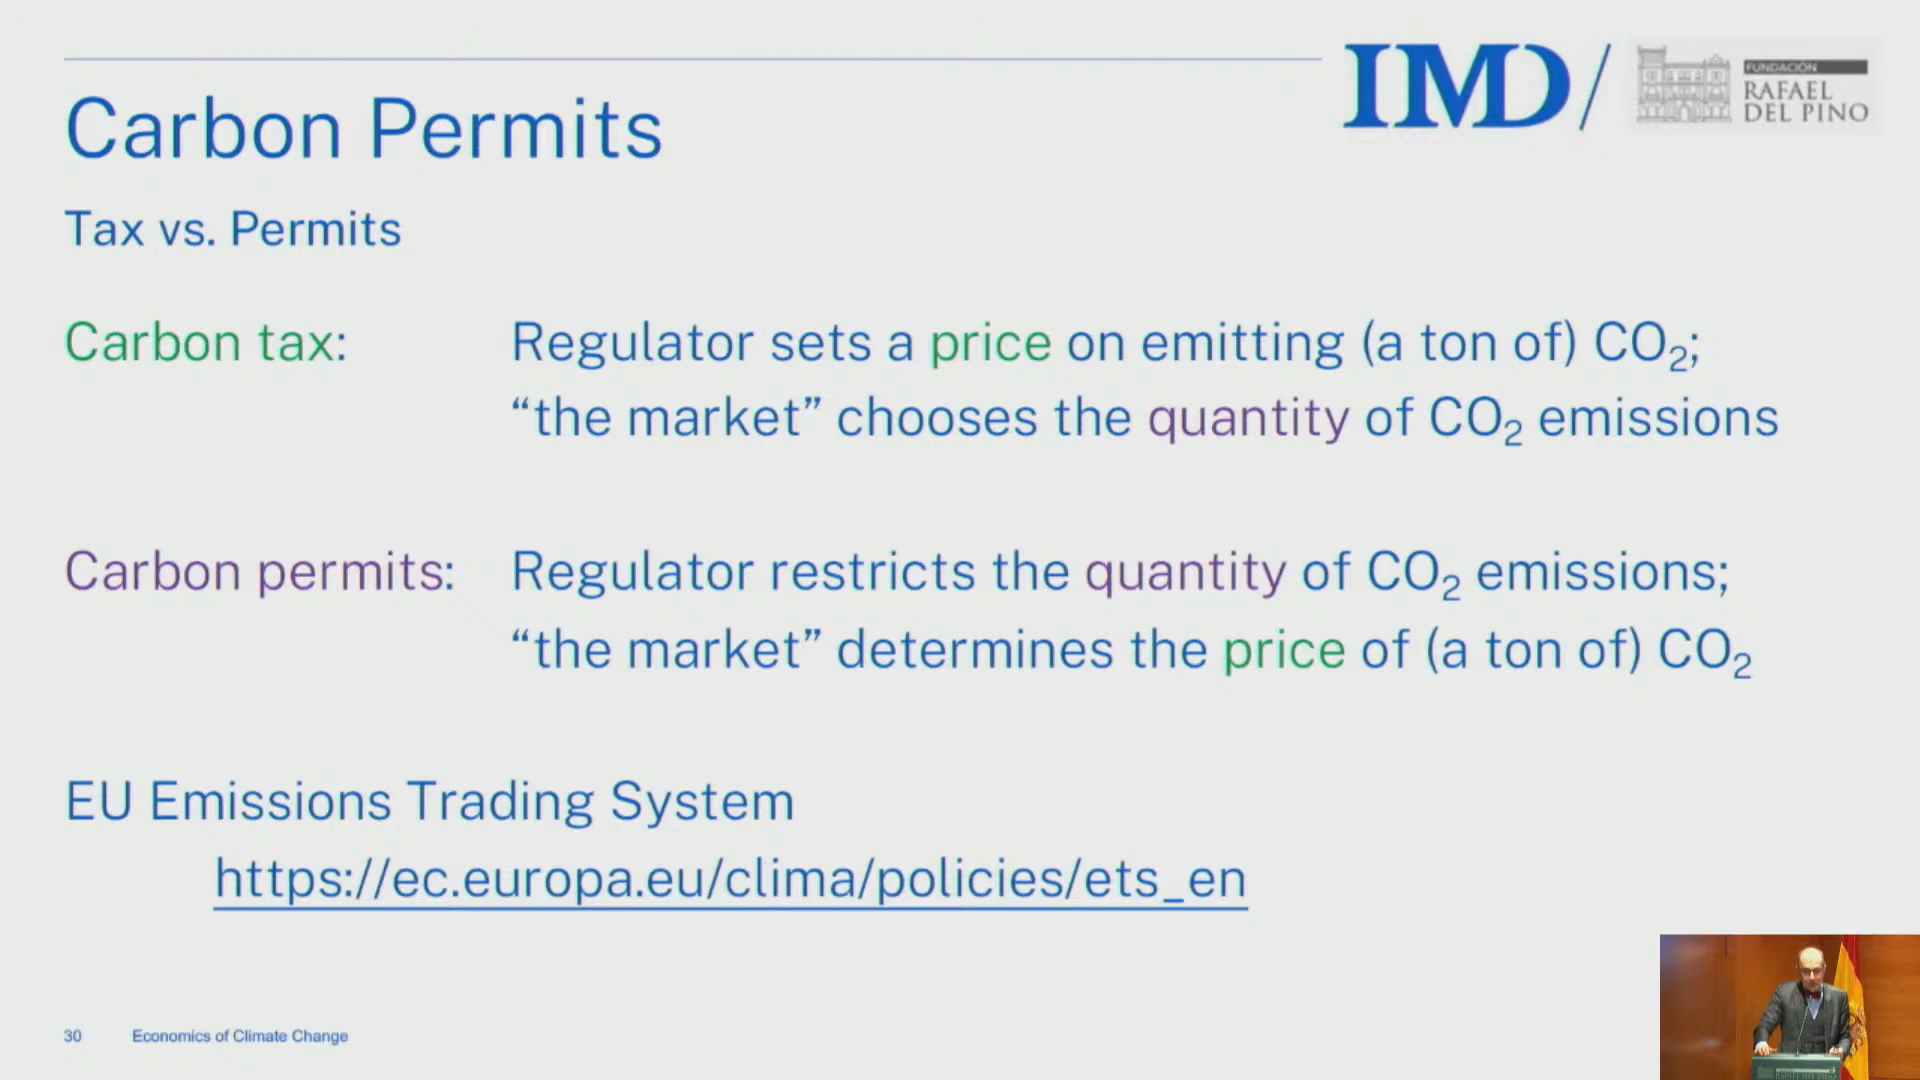 IMD
FUNDACIÓN
RAFAEL
DEL PINO
Carbon Permits
Tax vs. Permits
Carbon tax: Regulator sets a price on emitting (a ton of) CO₂;
“the market” chooses the quantity of CO₂ emissions
Carbon permits: Regulator restricts the quantity of CO₂ emissions;
“the market” determines the price of (a ton of) CO₂
EU Emissions Trading System
https://ec.europa.eu/clima/policies/ets_en
30 Economics of Climate Change
RAFAEL DEL PINO